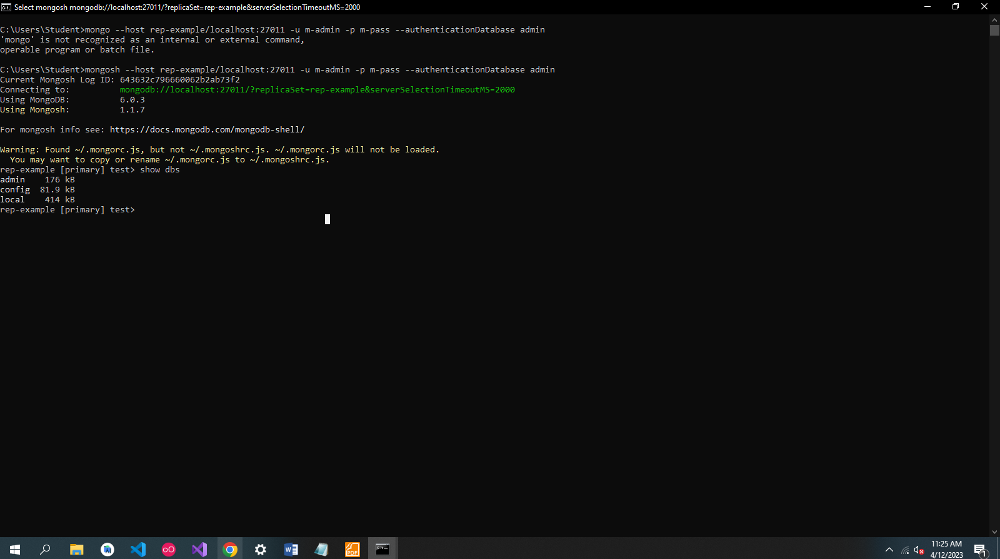 Select mongosh mongodb://localhost:27011/?replicaSet=rep-example&serverSelectionTimeoutMS=2000
C:\Users\Student>mongo --host rep-example/localhost:27011 -u m-admin -p m-pass --authenticationDatabase admin
'mongo' is not recognized as an internal or external command,
operable program or batch file.
C:\Users\Student>mongosh --host rep-example/localhost:27011 -u m-admin -p m-pass --authenticationDatabase admin
Current Mongosh Log ID: 643632c796660062b2ab73f2
Connecting to: mongodb://localhost:27011/?replicaSet=rep-example&serverSelectionTimeoutMS=2000
Using MongoDB: 6.0.3
Using Mongosh: 1.1.7
For mongosh info see: https://docs.mongodb.com/mongodb-shell/
Warning: Found ~/.mongorc.js, but not ~/.mongoshrc.js. ~/.mongorc.js will not be loaded.
You may want to copy or rename ~/.mongorc.js to ~/.mongoshrc.js.
rep-example [primary] test> show dbs
admin 176 kB
config 81.9 kB
local 414 kB
rep-example [primary] test>
11:25 AM
4/12/2023
1
PDF